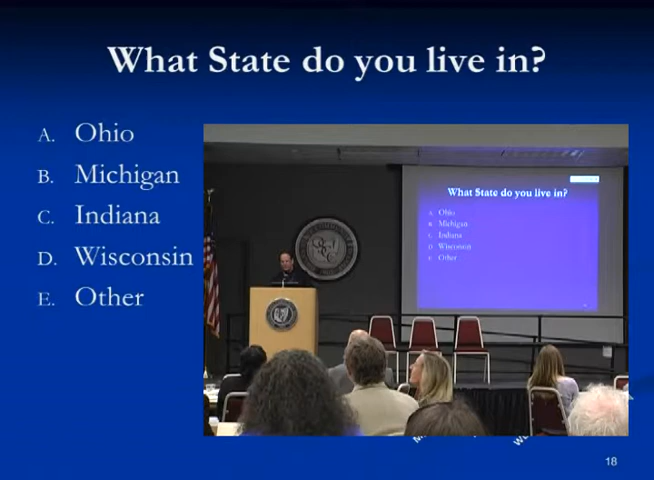 What State do you live in?
A. Ohio
B. Michigan
C. Indiana
D. Wisconsin
E. Other
What State do you live in?
A. Ohio
B. Michigan
C. Indiana
D. Wisconsin
E. Other
18